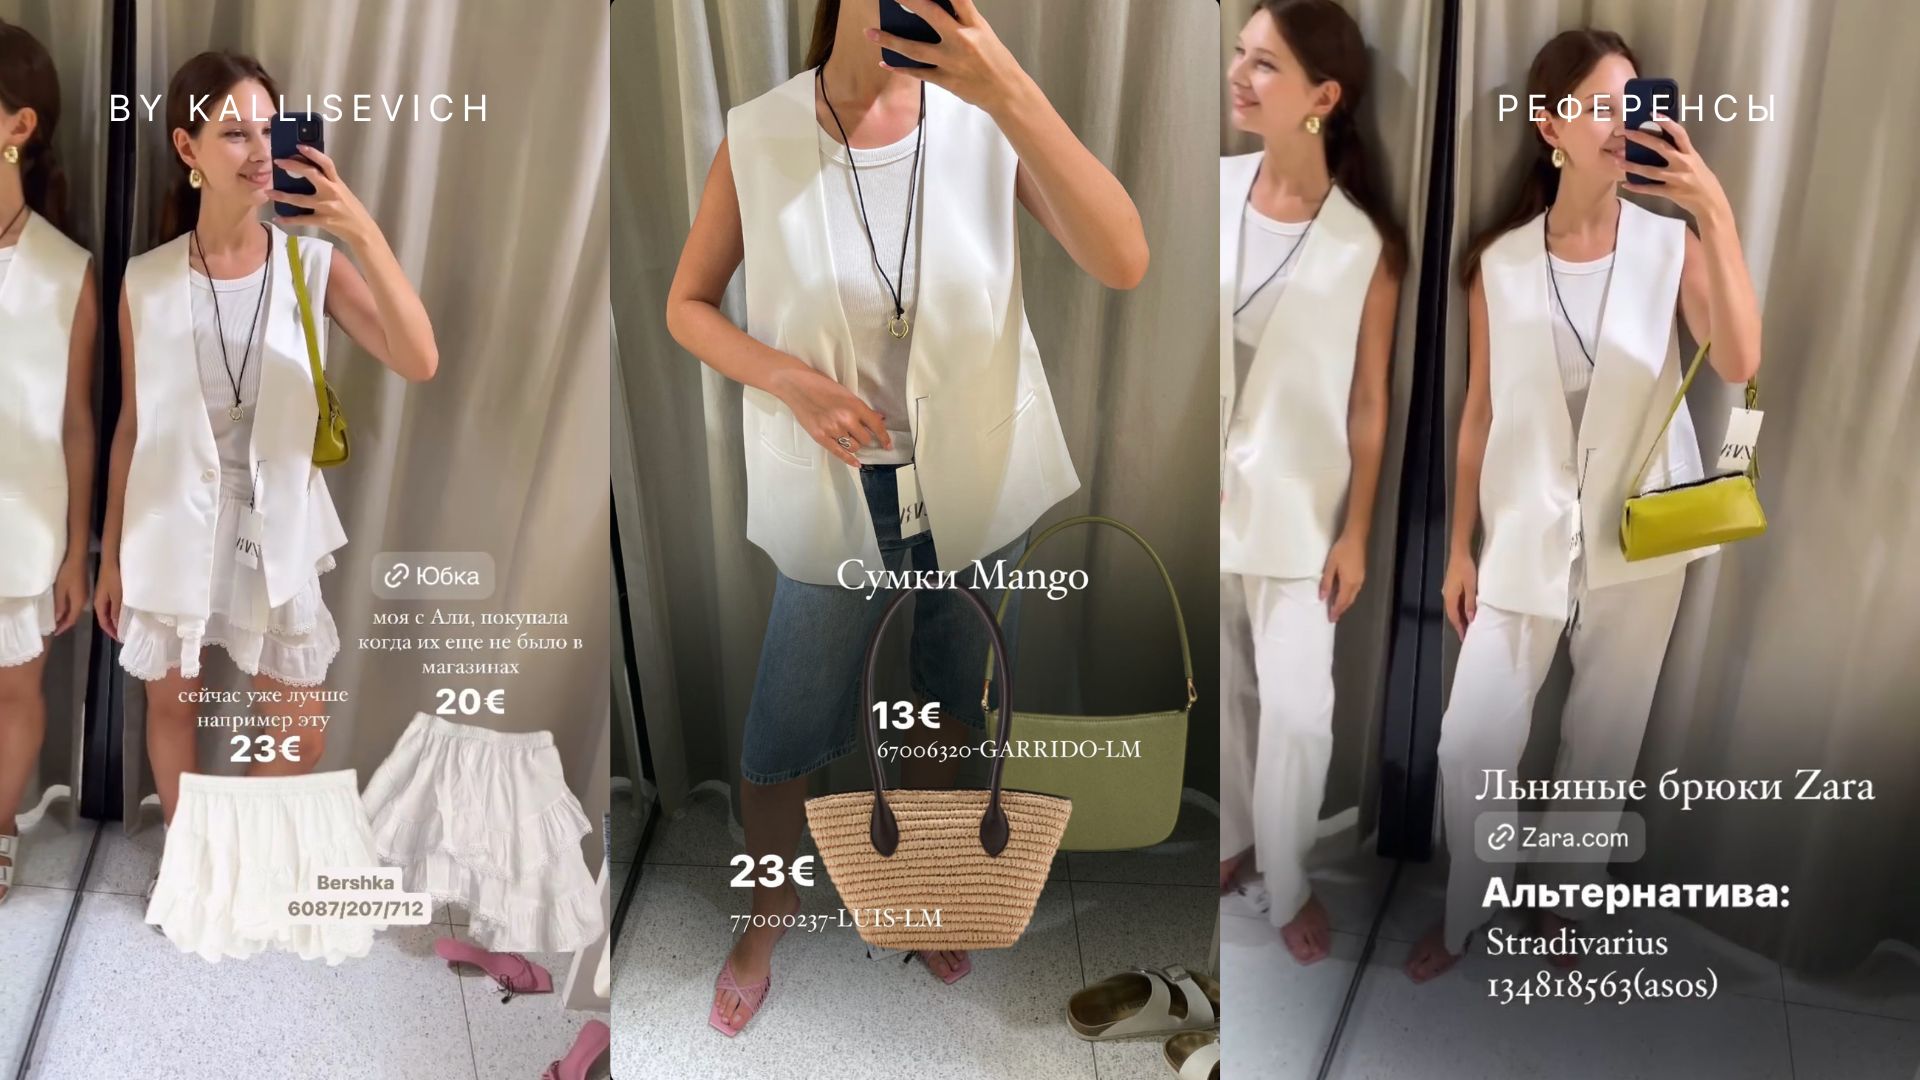 BY KALLISEVICH
Юбка
моя с Али, покупала
когда их еще не было в
магазинах
20€
сейчас уже лучше
например эту
23€
Bershka
6087/207/712
Сумки Mango
13€
67006320-GARRIDO-LM
23€
77000237-LUIS-LM
РЕФЕРЕНСЫ
Льняные брюки Zara
Zara.com
Альтернатива:
Stradivarius
134818563(asos)